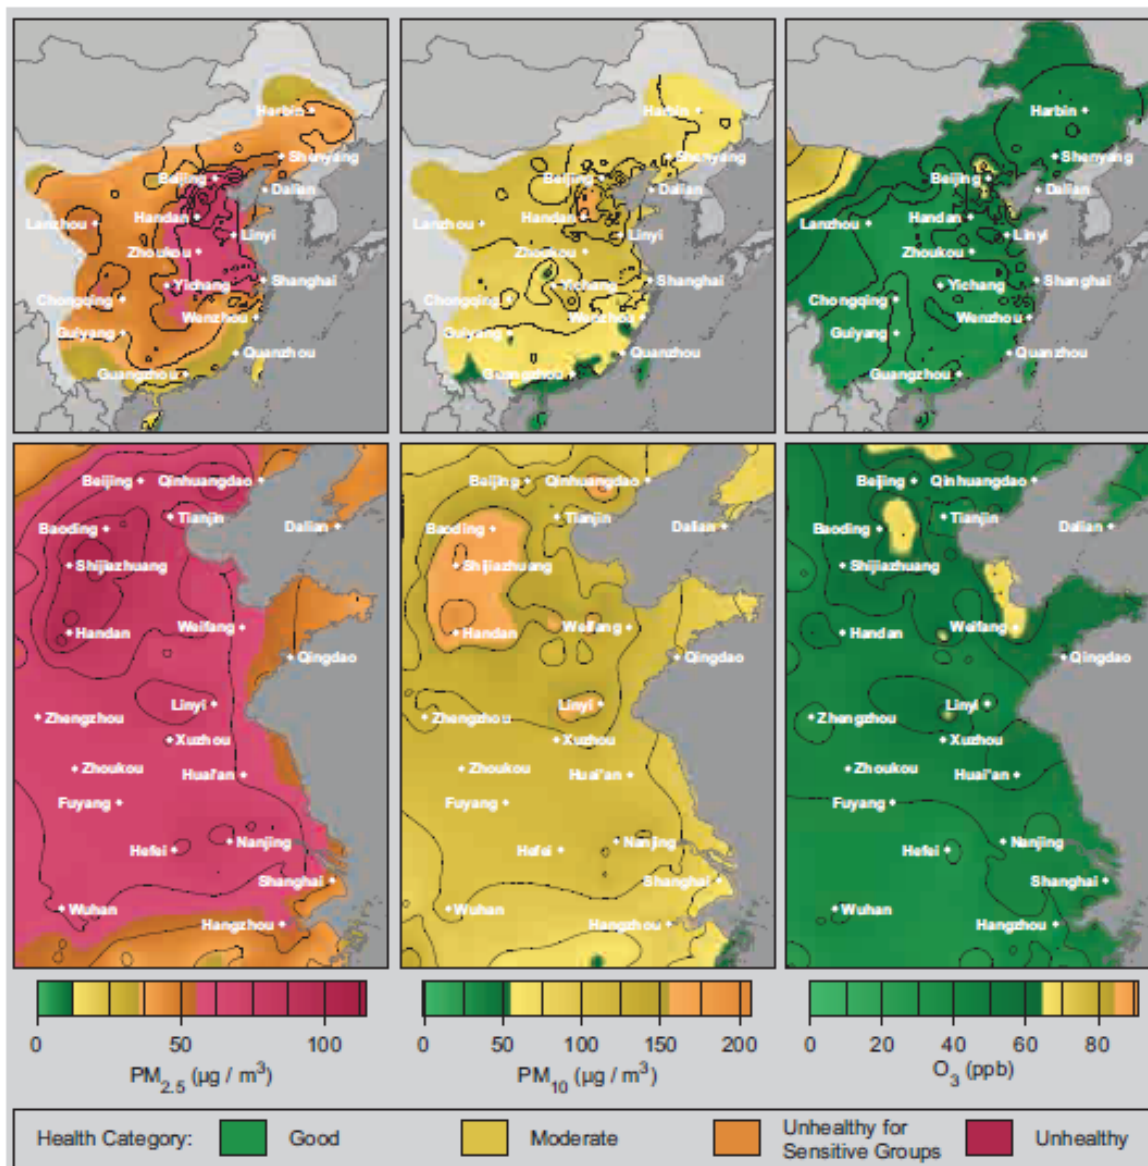 Harbin
Shenyang
Beijing
Dalian
Handan
Lanzhou
Linyi
Zhoukou
Shanghai
Yichang
Chongqing
Wenzhou
Guiyang
Quanzhou
Guangzhou
Harbin
Shenyang
Beijing
Dalian
Handan
Lanzhou
Linyi
Zhoukou
Shanghai
Yichang
Chongqing
Wenzhou
Guiyang
Quanzhou
Guangzhou
Harbin
Shenyang
Beijing
Dalian
Handan
Lanzhou
Linyi
Zhoukou
Shanghai
Yichang
Chongqing
Wenzhou
Guiyang
Quanzhou
Guangzhou
Beijing Qinhuangdao
Tianjin
Baoding Dalian
Shijiazhuang
Handan Weifang
Qingdao
Linyi
Zhengzhou
Xuzhou
Zhoukou Huai'an
Fuyang
Hefei Nanjing
Shanghai
Wuhan
Hangzhou
Beijing Qinhuangdao
Tianjin
Baoding Dalian
Shijiazhuang
Handan Weifang
Qingdao
Linyi
Zhengzhou
Xuzhou
Zhoukou Huai'an
Fuyang
Hefei Nanjing
Shanghai
Wuhan
Hangzhou
Beijing Qinhuangdao
Tianjin
Baoding Dalian
Shijiazhuang
Handan Weifang
Qingdao
Linyi
Zhengzhou
Xuzhou
Zhoukou Huai'an
Fuyang
Hefei Nanjing
Shanghai
Wuhan
Hangzhou
0 50 100
PM2.5 (μg / m³)
0 50 100 150 200
PM10 (μg / m³)
0 20 40 60 80
O3 (ppb)
Health Category: Good Moderate Unhealthy for Sensitive Groups Unhealthy